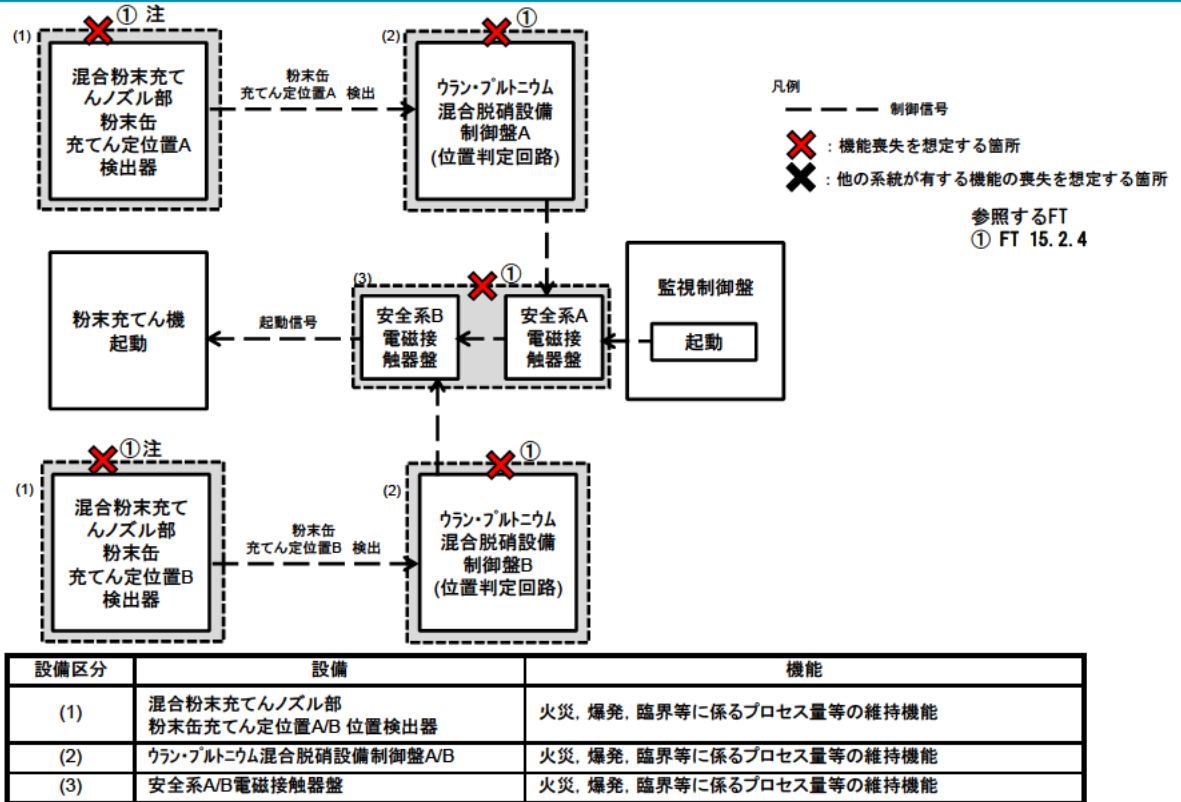 ① 注
(1)
混合粉末充て
んノズル部
粉末缶
充てん定位置A
検出器
粉末缶
充てん定位置A 検出
①
(2)
ウラン・プルトニウム
混合脱硝設備
制御盤A
(位置判定回路)
凡例
制御信号
：機能喪失を想定する箇所
：他の系統が有する機能の喪失を想定する箇所
参照するFT
① FT 15.2.4
粉末充てん機
起動
起動信号
(3)
①
安全系B
電磁接
触器盤
安全系A
電磁接
触器盤
監視制御盤
起動
①注
(1)
混合粉末充て
んノズル部
粉末缶
充てん定位置B
検出器
粉末缶
充てん定位置B 検出
①
(2)
ウラン・プルトニウム
混合脱硝設備
制御盤B
(位置判定回路)
設備区分 設備 機能
(1) 混合粉末充てんノズル部
粉末缶充てん定位置A/B 位置検出器 火災, 爆発, 臨界等に係るプロセス量等の維持機能
(2) ウラン・プルトニウム混合脱硝設備制御盤A/B 火災, 爆発, 臨界等に係るプロセス量等の維持機能
(3) 安全系A/B電磁接触器盤 火災, 爆発, 臨界等に係るプロセス量等の維持機能